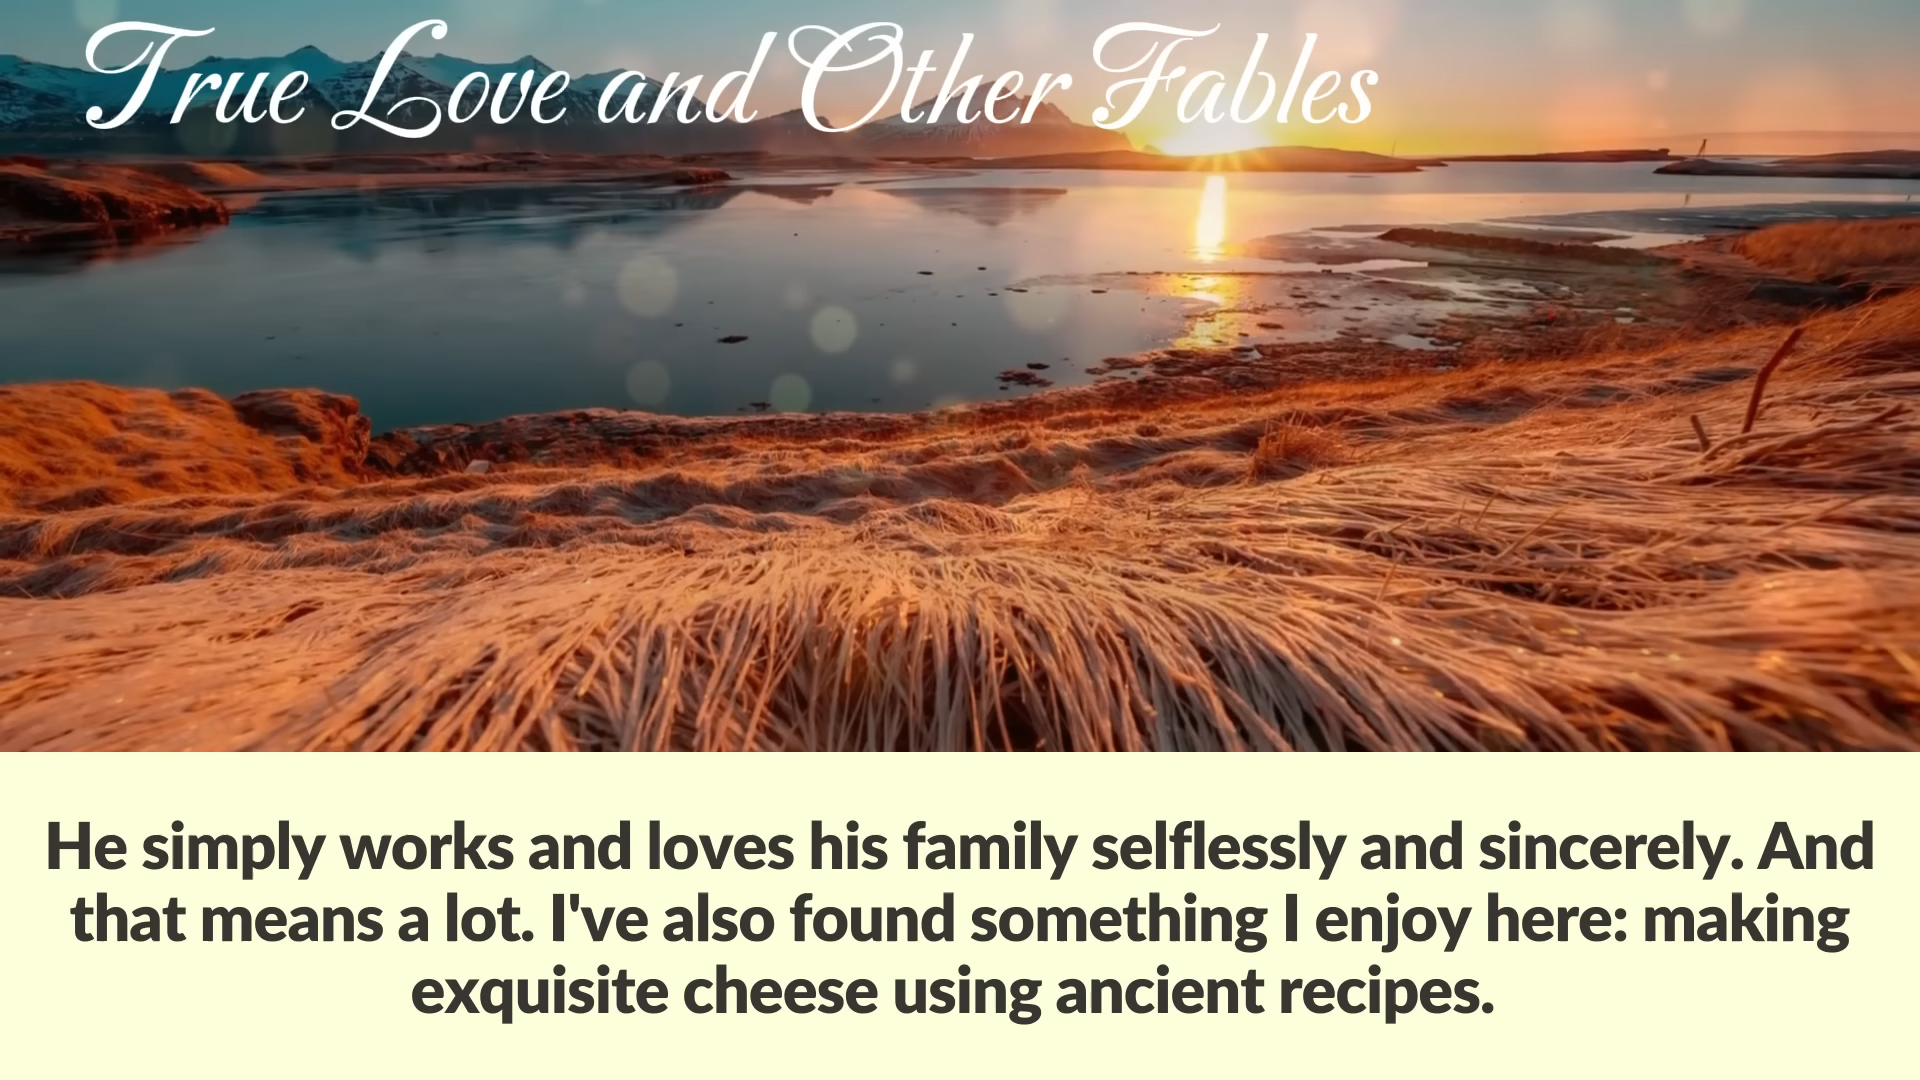 True Love and Other Fables
He simply works and loves his family selflessly and sincerely. And
that means a lot. I've also found something I enjoy here: making
exquisite cheese using ancient recipes.